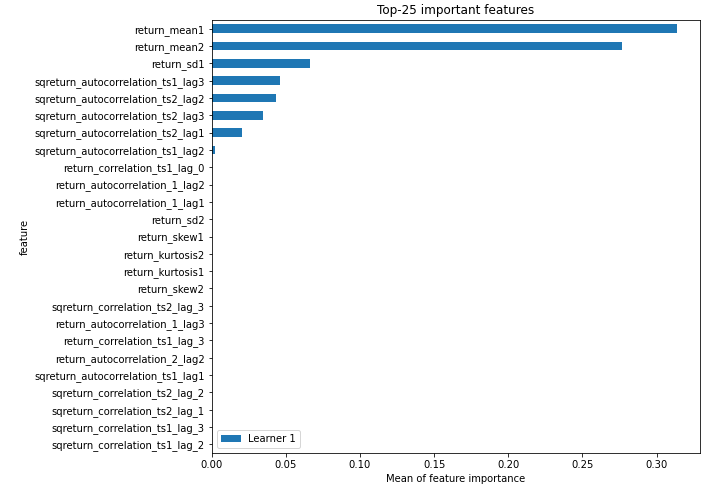 Top-25 important features
return_mean1
return_mean2
return_sd1
sqreturn_autocorrelation_ts1_lag3
sqreturn_autocorrelation_ts2_lag2
sqreturn_autocorrelation_ts2_lag3
sqreturn_autocorrelation_ts2_lag1
sqreturn_autocorrelation_ts1_lag2
return_correlation_ts1_lag_0
return_autocorrelation_1_lag2
return_autocorrelation_1_lag1
return_sd2
return_skew1
return_kurtosis2
return_kurtosis1
return_skew2
sqreturn_correlation_ts2_lag_3
return_autocorrelation_1_lag3
return_correlation_ts1_lag_3
return_autocorrelation_2_lag2
sqreturn_autocorrelation_ts1_lag1
sqreturn_correlation_ts2_lag_2
sqreturn_correlation_ts2_lag_1
sqreturn_correlation_ts1_lag_3
sqreturn_correlation_ts1_lag_2
feature
Learner 1
0.00 0.05 0.10 0.15 0.20 0.25 0.30
Mean of feature importance